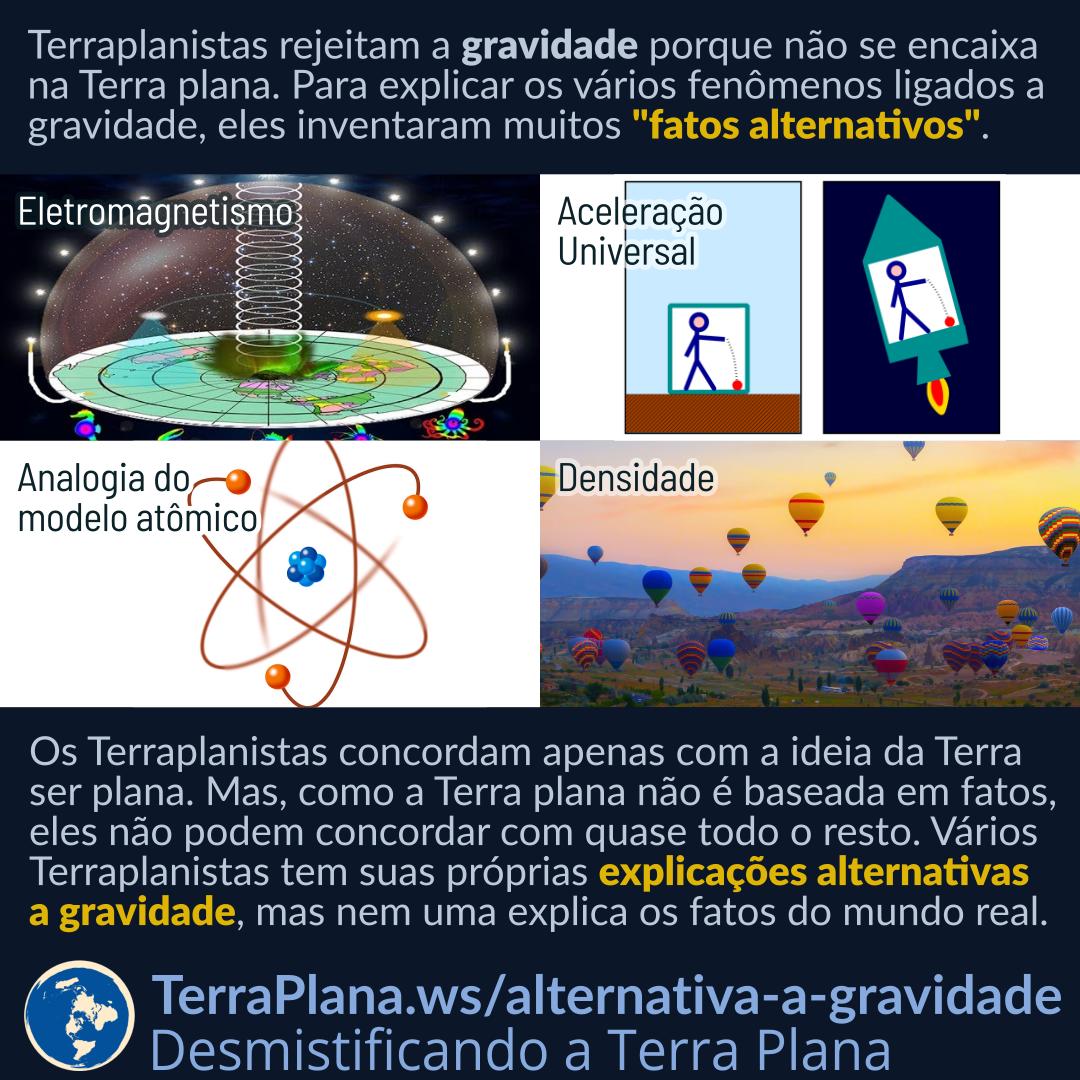 Terraplanistas rejeitam a gravidade porque não se encaixa
na Terra plana. Para explicar os vários fenômenos ligados a
gravidade, eles inventaram muitos "fatos alternativos".
Eletromagnetismo
Aceleração
Universal
Analogia do
modelo atômico
Densidade
Os Terraplanistas concordam apenas com a ideia da Terra
ser plana. Mas, como a Terra plana não é baseada em fatos,
eles não podem concordar com quase todo o resto. Vários
Terraplanistas tem suas próprias explicações alternativas
a gravidade, mas nem uma explica os fatos do mundo real.
TerraPlana.ws/alternativa-a-gravidade
Desmistificando a Terra Plana